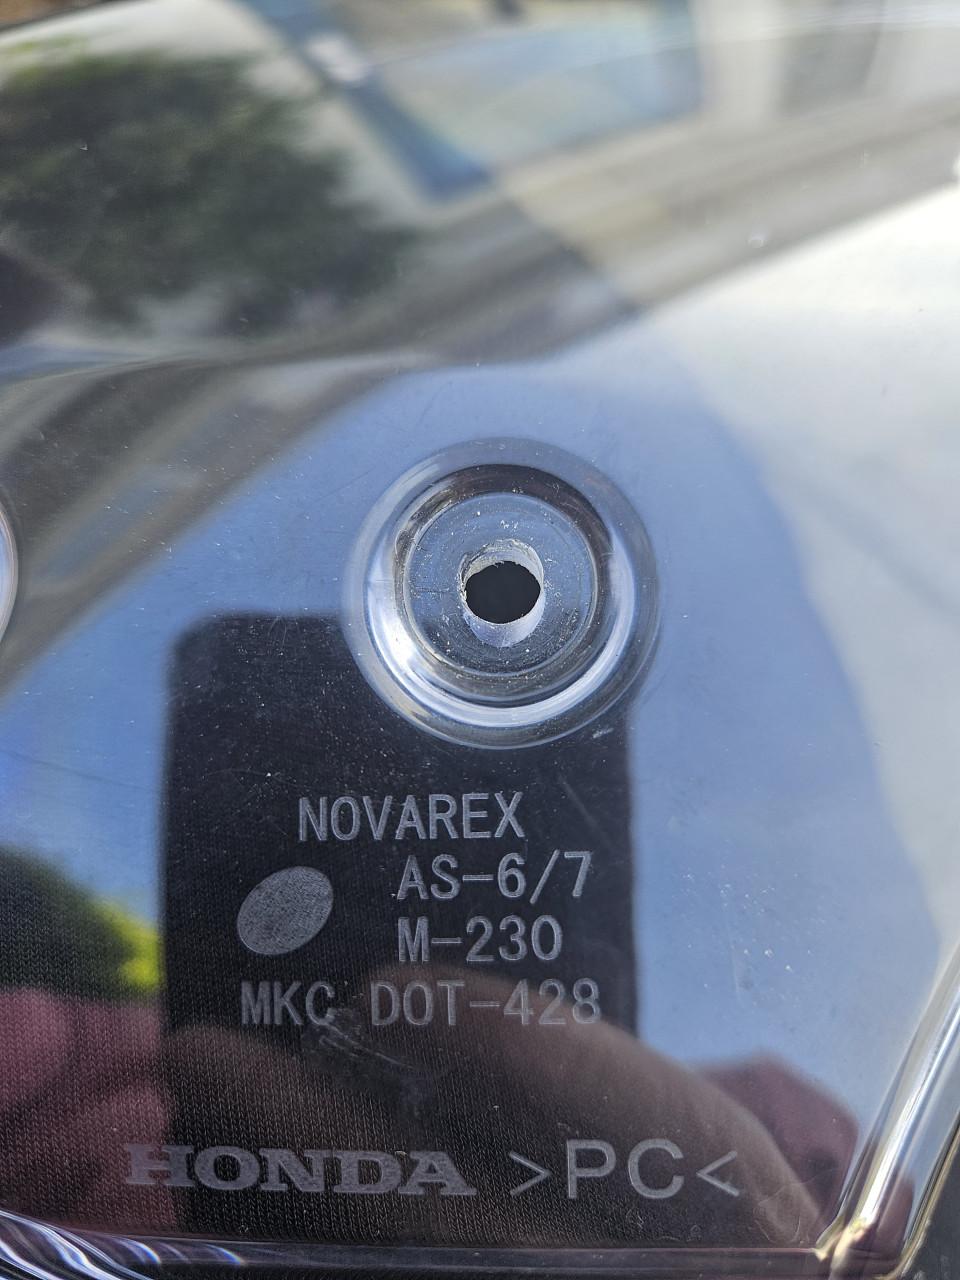 NOVAREX
AS-6/7
M-230
MKC DOT-428
HONDA >PC<